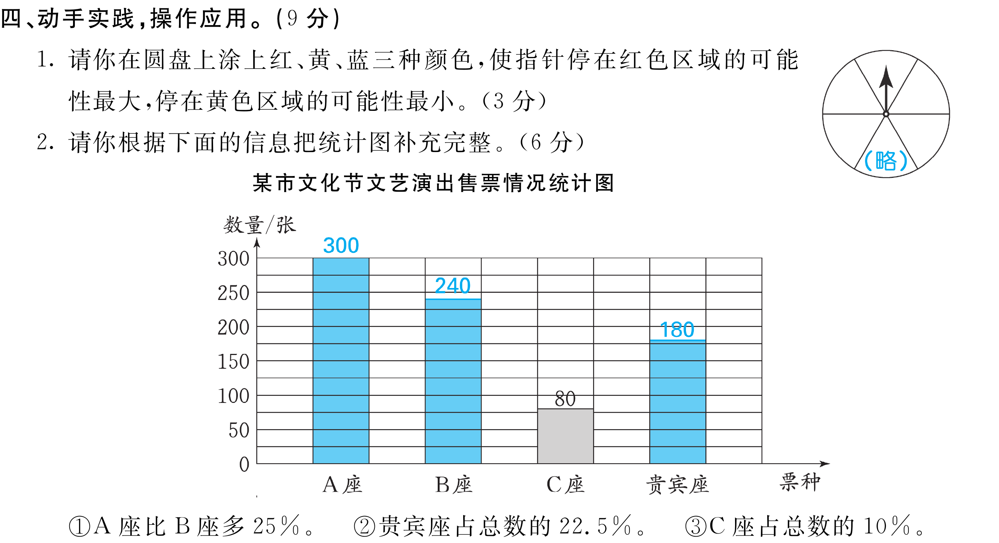 四、动手实践,操作应用。(9 分)
1. 请你在圆盘上涂上红、黄、蓝三种颜色,使指针停在红色区域的可能
性最大,停在黄色区域的可能性最小。(3 分)
2. 请你根据下面的信息把统计图补充完整。(6 分)
(略)
某市文化节文艺演出售票情况统计图
数量/张
300
300
250
240
200
180
150
100
80
50
0
A座 B座 C座 贵宾座 票种
①A 座比 B 座多 25%。 ②贵宾座占总数的 22.5%。 ③C 座占总数的 10%。